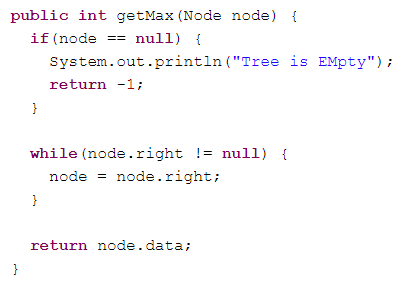 public int getMax(Node node) {
  if(node == null) {
    System.out.println("Tree is EMpty");
    return -1;
  }

  while(node.right != null) {
    node = node.right;
  }

  return node.data;
}